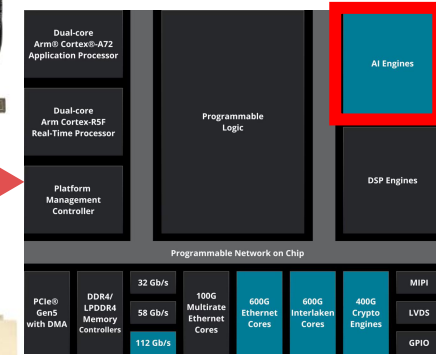 Dual-core
Arm® Cortex®-A72
Application Processor
Dual-core
Arm Cortex-R5F
Real-Time Processor
Platform
Management
Controller
Programmable
Logic
AI Engines
DSP Engines
Programmable Network on Chip
PCIe®
Gen5
with DMA
DDR4/
LPDDR4
Memory
Controllers
32 Gb/s
58 Gb/s
112 Gb/s
100G
Multirate
Ethernet
Cores
600G
Ethernet
Cores
600G
Interlaken
Cores
400G
Crypto
Engines
MIPI
LVDS
GPIO